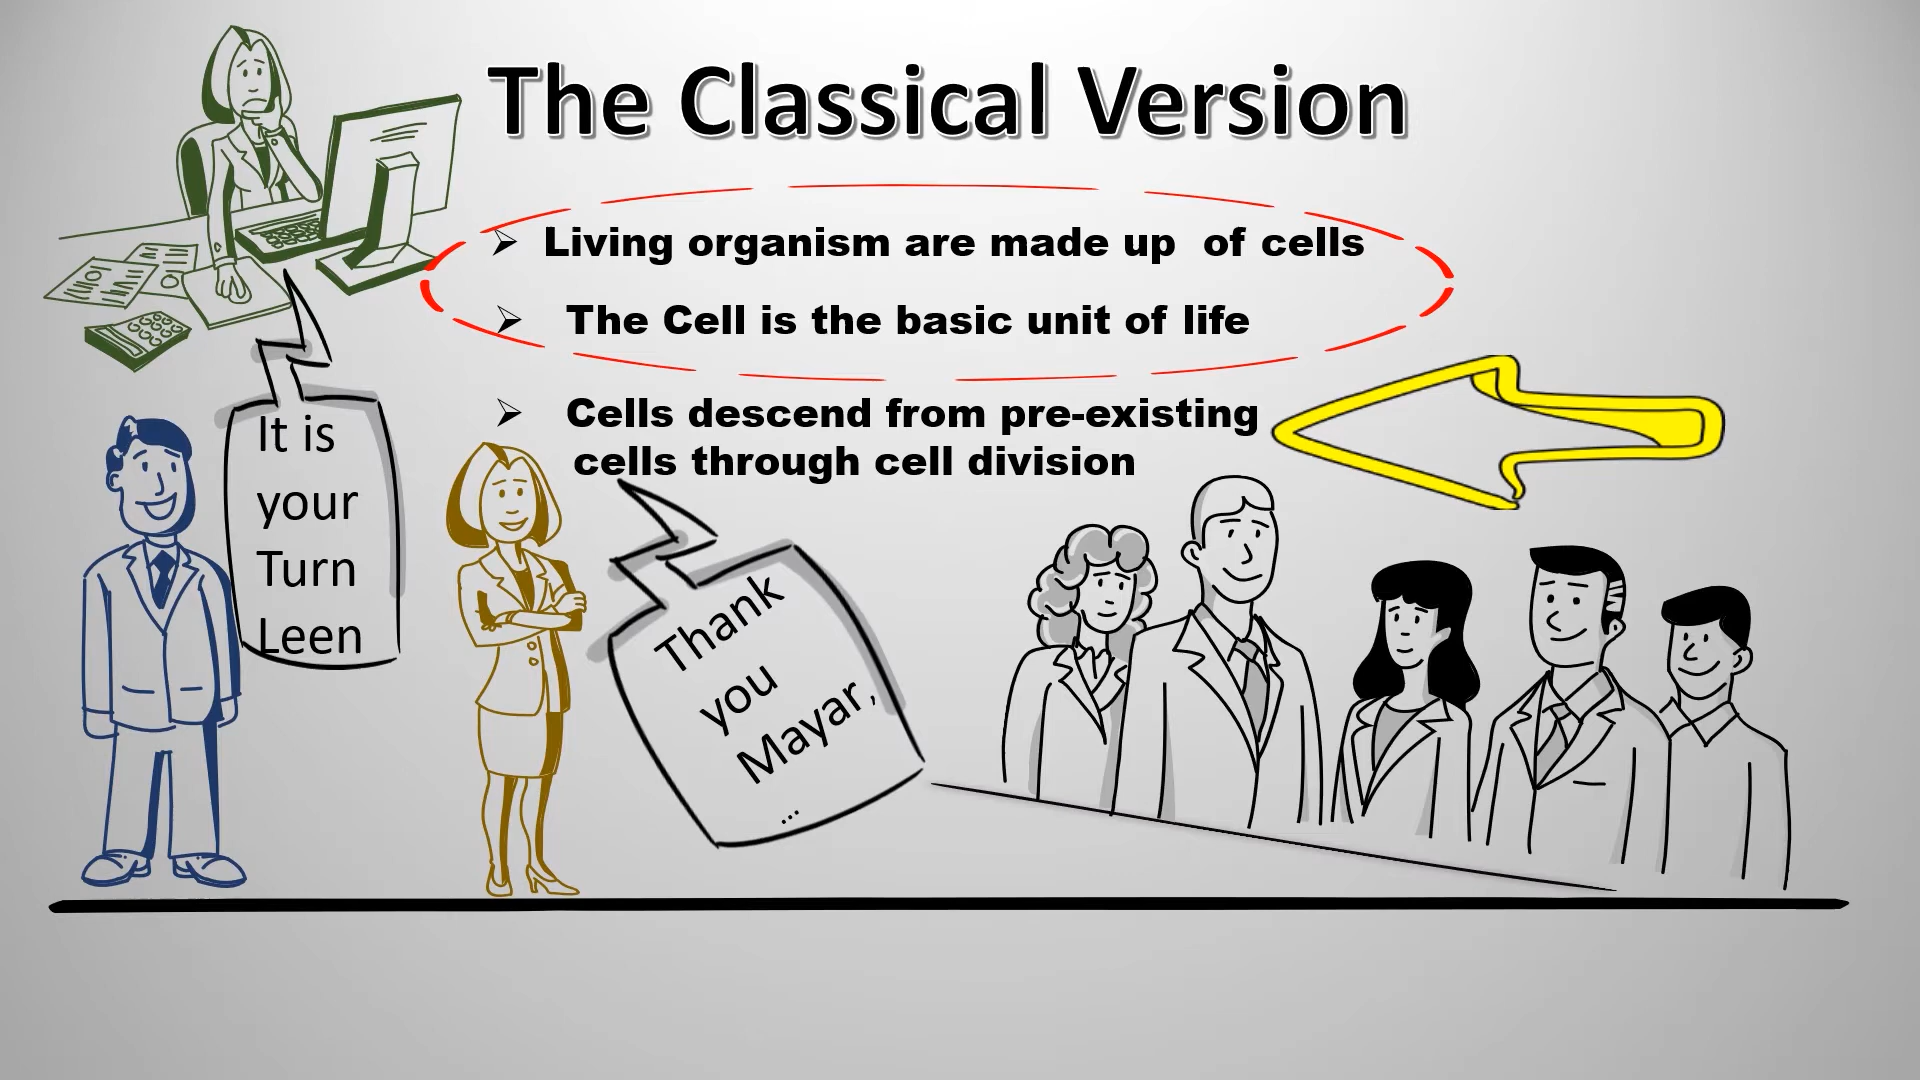 The Classical Version
Living organism are made up of cells
The Cell is the basic unit of life
Cells descend from pre-existing
cells through cell division
It is
your
Turn
Leen
Thank
you
Mayar,
...